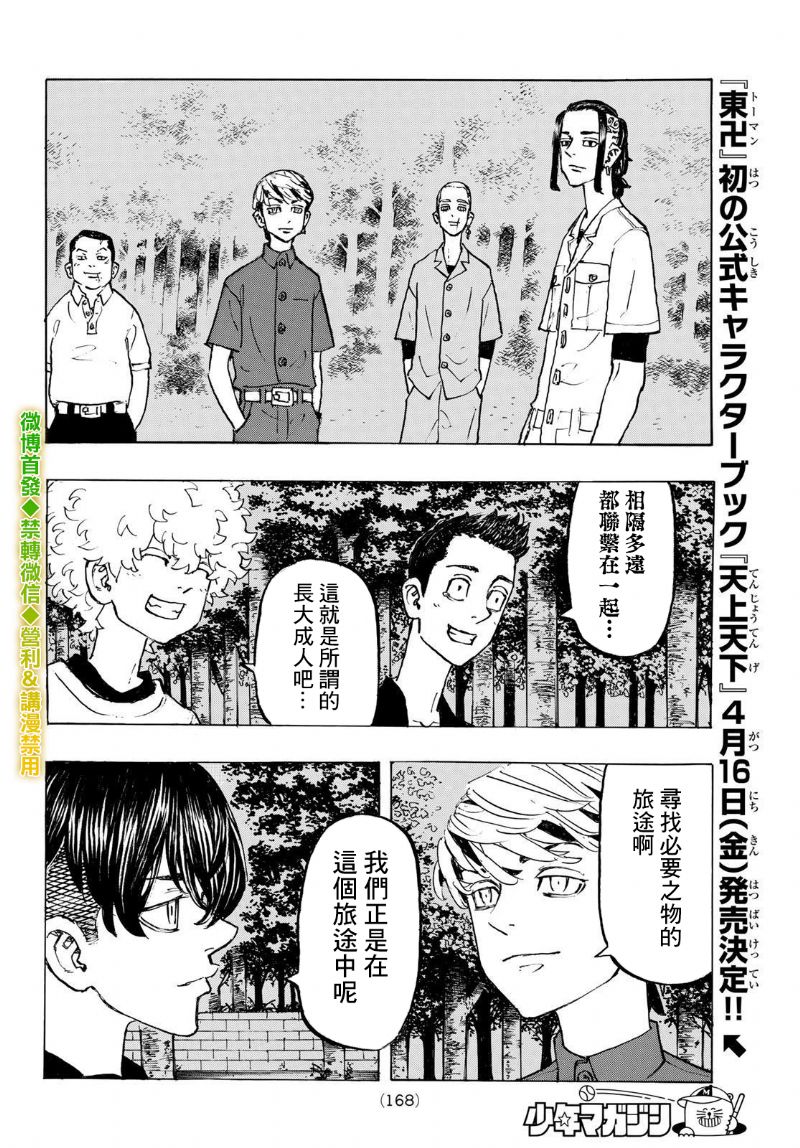 『東卍』初の公式キャラクターブック『天上天下』4月16日(金)発売決定!!
トーマン はつ こうしき てんじょうてんげ がつ にち きん はつばいけってい
相隔多遠
都聯繫在一起…
這就是所謂的
長大成人吧…
尋找必要之物的
旅途啊
我們正是在
這個旅途中呢
微博首發◆禁轉微信◆營利&講漫禁用
(168)
少年マガジン